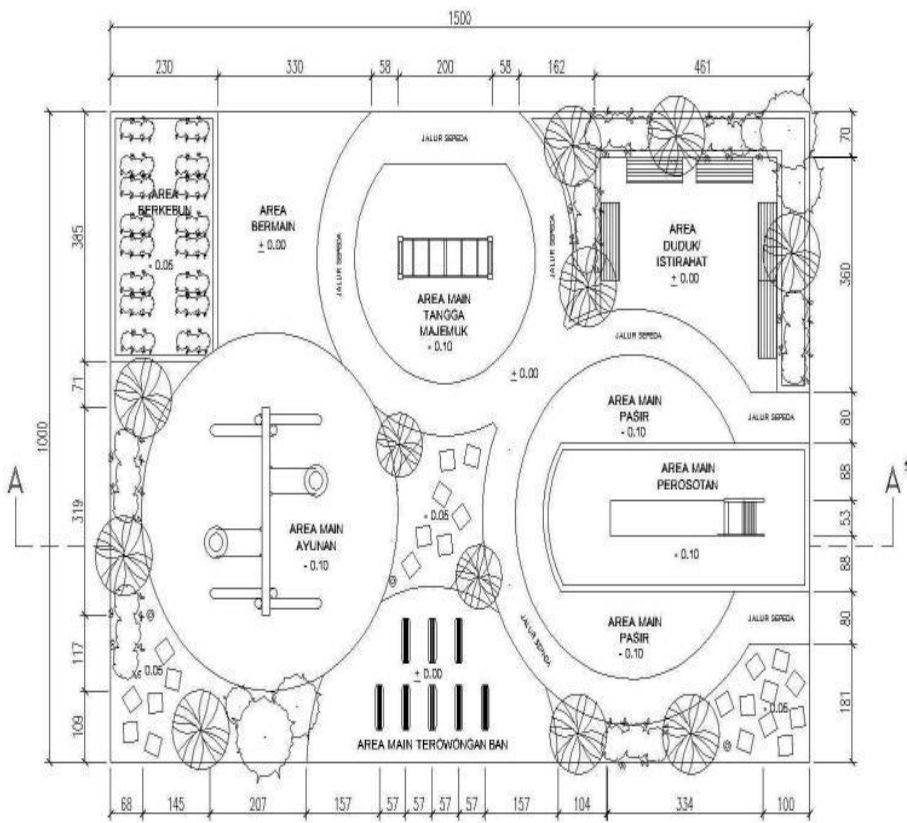 1500
230 330 58 200 58 162 461
1000
385
71
319
117
109
70
360
80
88
53
88
80
181
JALUR SEPEDA
AREA
BERKEBUN
- 0.05
AREA
BERMAIN
± 0.00
JALUR SEPEDA
JALUR SEPEDA
AREA
DUDUK/
ISTIRAHAT
± 0.00
AREA MAIN
TANGGA
MAJEMUK
- 0.10
JALUR SEPEDA
± 0.00
AREA MAIN
PASIR
- 0.10
JALUR SEPEDA
AREA MAIN
PEROSOTAN
- 0.10
A
A'
- 0.05
AREA MAIN
AYUNAN
- 0.10
AREA MAIN
PASIR
- 0.10
JALUR SEPEDA
JALUR SEPEDA
- 0.05
± 0.00
- 0.05
AREA MAIN TEROWONGAN BAN
68 145 207 157 57 57 57 57 157 104 334 100